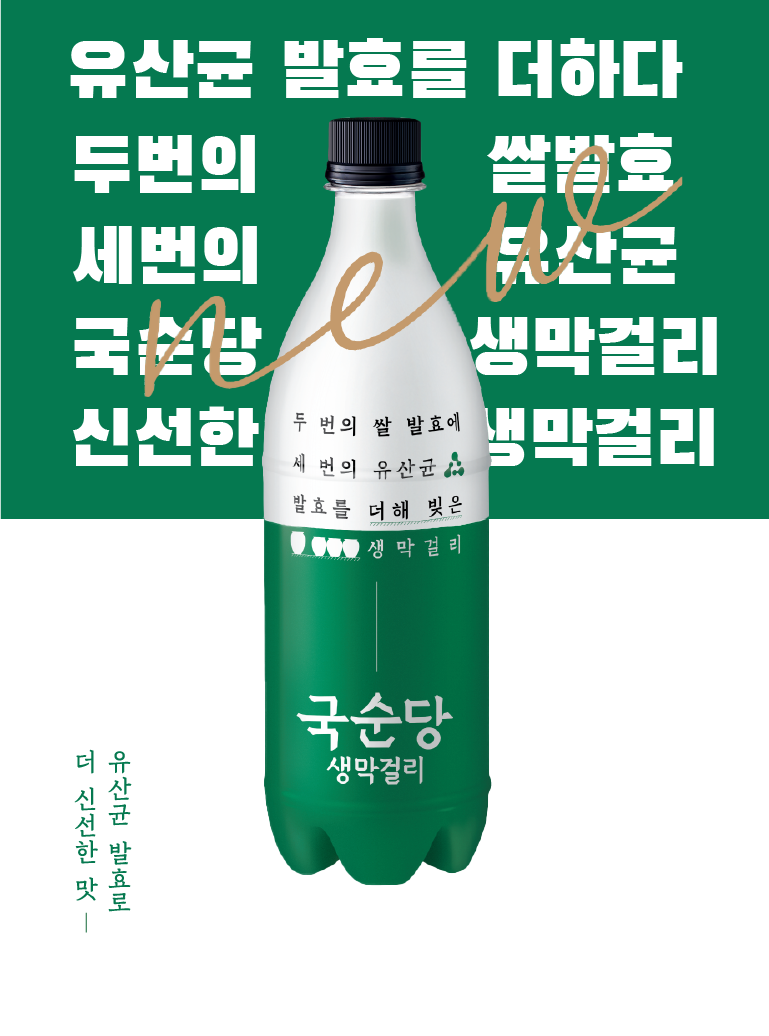 유산균 발효를 더하다
두번의 쌀발효
세번의 유산균
국순당 생막걸리
신선한 생막걸리
new
두 번의 쌀 발효에
세 번의 유산균
발효를 더해 빚은
생막걸리
국순당
생막걸리
유산균 발효로
더 신선한 맛